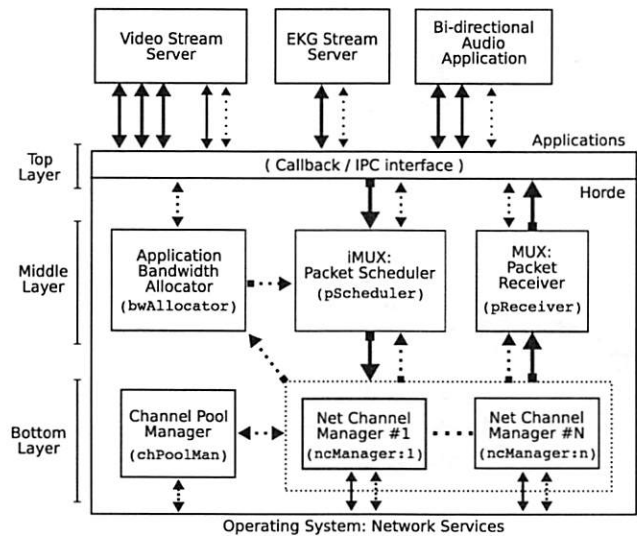 Video Stream
Server
EKG Stream
Server
Bi-directional
Audio
Application
Applications
Top
Layer
( Callback / IPC interface )
Horde
Middle
Layer
Application
Bandwidth
Allocator
(bwAllocator)
iMUX:
Packet Scheduler
(pScheduler)
MUX:
Packet
Receiver
(pReceiver)
Bottom
Layer
Channel Pool
Manager
(chPoolMan)
Net Channel
Manager #1
(ncManager:1)
Net Channel
Manager #N
(ncManager:n)
Operating System: Network Services